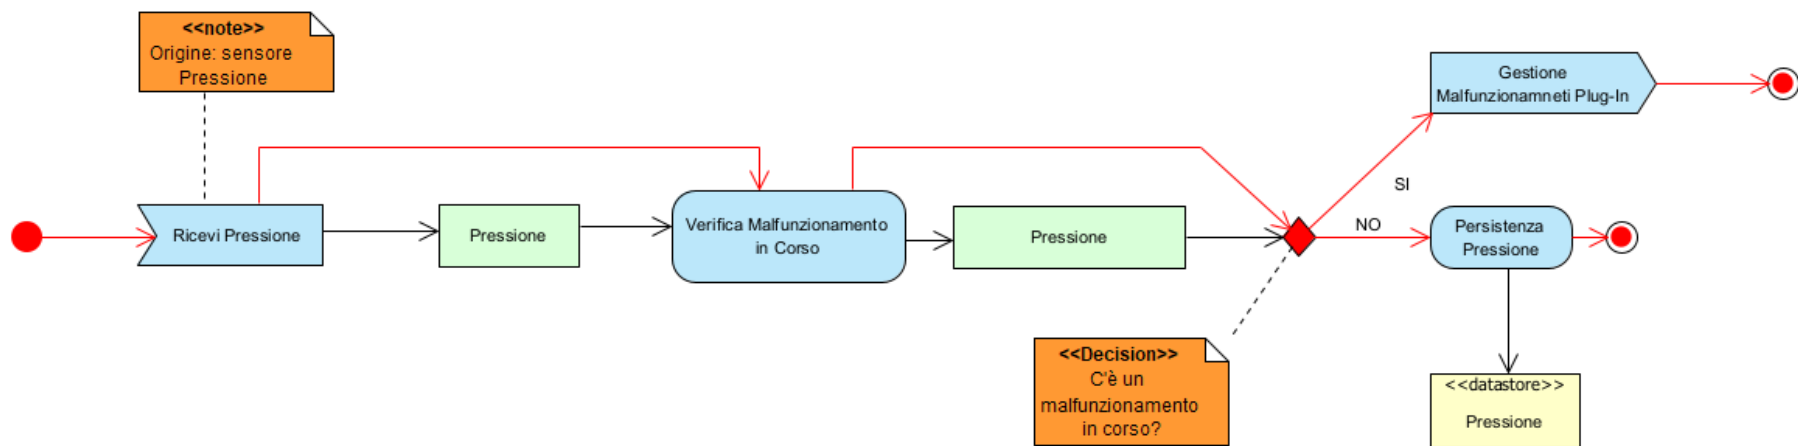 <<note>>
Origine: sensore
Pressione
Gestione
Malfunzionamneti Plug-In
SI
Ricevi Pressione
Pressione
Verifica Malfunzionamento
in Corso
Pressione
NO
Persistenza
Pressione
<<Decision>>
C'è un
malfunzionamento
in corso?
<<datastore>>
Pressione